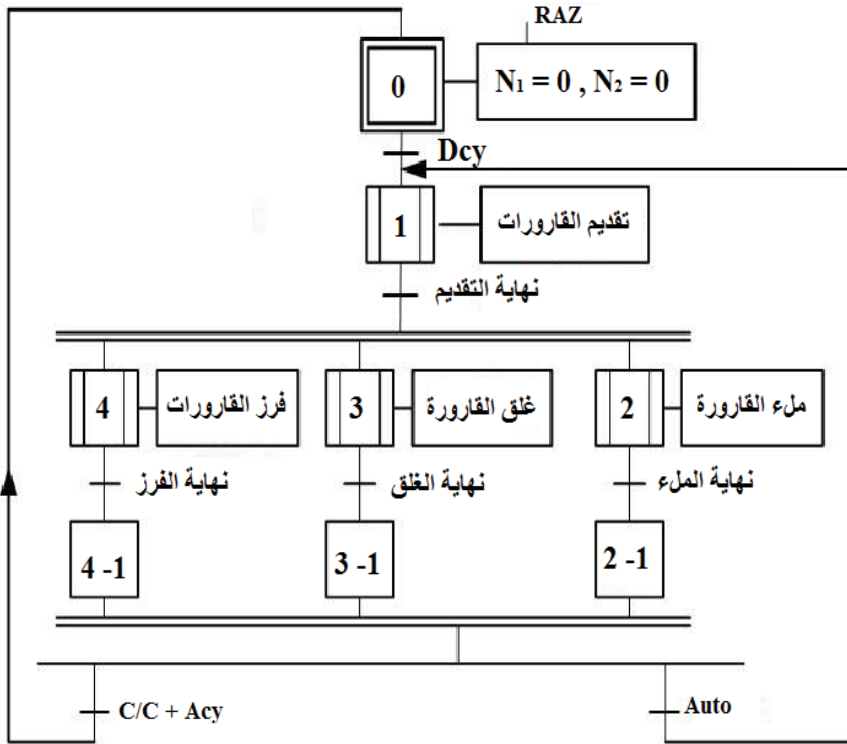 RAZ
0
N₁ = 0 , N₂ = 0
Dcy
1
تقديم القارورات
نهاية التقديم
4
فرز القارورات
3
غلق القارورة
2
ملء القارورة
نهاية الفرز
نهاية الغلق
نهاية الملء
4 -1
3 -1
2 -1
C/C + Acy
Auto